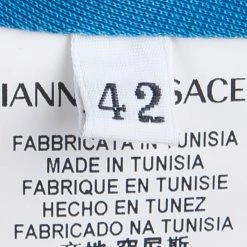 IANN SACE
42
FABBRICATA IN TUNISIA
MADE IN TUNISIA
FABRIQUE EN TUNISIE
HECHO EN TUNEZ
FABRICADO NA TUNISIA